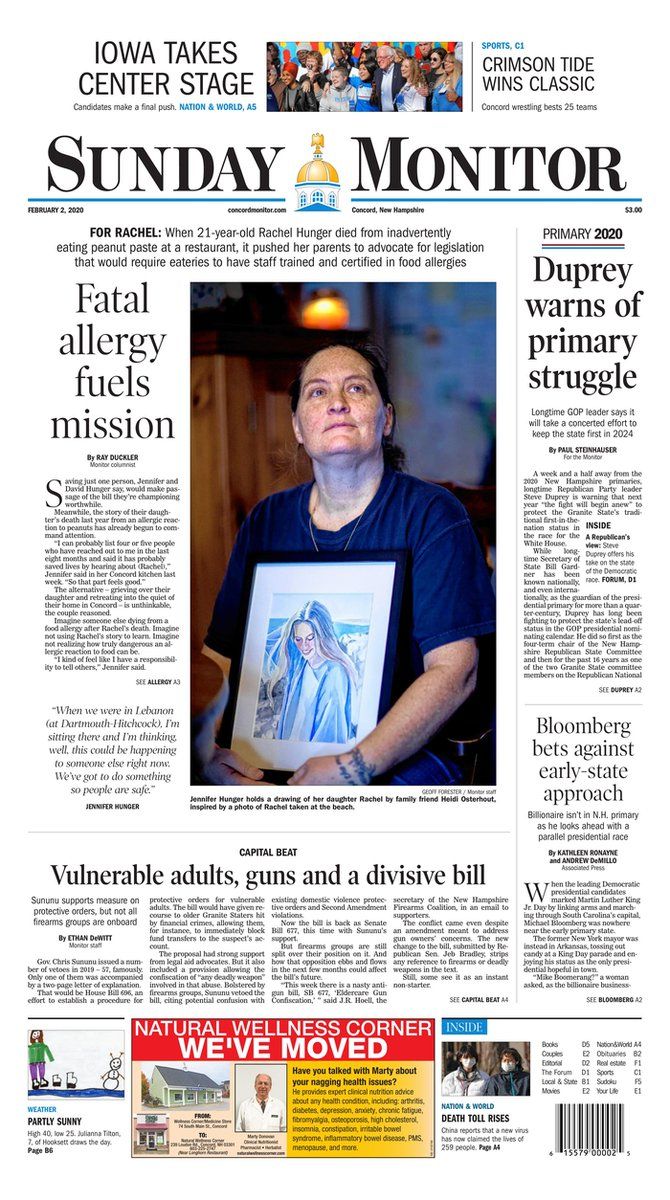 IOWA TAKES
CENTER STAGE
Candidates make a final push. NATION & WORLD, A5
SPORTS, C1
CRIMSON TIDE
WINS CLASSIC
Concord wrestling bests 25 teams
SUNDAY MONITOR
FEBRUARY 2, 2020
concordmonitor.com
Concord, New Hampshire
$3.00
FOR RACHEL: When 21-year-old Rachel Hunger died from inadvertently
eating peanut paste at a restaurant, it pushed her parents to advocate for legislation
that would require eateries to have staff trained and certified in food allergies
Fatal
allergy
fuels
mission
By RAY DUCKLER
Monitor columnist
Saving just one person, Jennifer and
David Hunger say, would make pas-
sage of the bill they're championing
worthwhile.
Meanwhile, the story of their daugh-
ter's death last year from an allergic reac-
tion to peanuts has already begun to com-
mand attention.
"I can probably list four or five people
who have reached out to me in the last
eight months and said it has probably
saved lives by hearing about (Rachel),"
Jennifer said in her Concord kitchen last
week. "So that part feels good."
The alternative – grieving over their
daughter and retreating into the quiet of
their home in Concord – is unthinkable,
the couple reasoned.
Imagine someone else dying from a
food allergy after Rachel's death. Imagine
not using Rachel's story to learn. Imagine
not realizing how truly dangerous an al-
lergic reaction to food can be.
"I kind of feel like I have a responsibil-
ity to tell others," Jennifer said.
SEE ALLERGY A3
"When we were in Lebanon
(at Dartmouth-Hitchcock), I'm
sitting there and I'm thinking,
well, this could be happening
to someone else right now.
We've got to do something
so people are safe."
JENNIFER HUNGER
GEOFF FORESTER / Monitor staff
Jennifer Hunger holds a drawing of her daughter Rachel by family friend Heidi Osterhout,
inspired by a photo of Rachel taken at the beach.
PRIMARY 2020
Duprey
warns of
primary
struggle
Longtime GOP leader says it
will take a concerted effort to
keep the state first in 2024
By PAUL STEINHAUSER
For the Monitor
A week and a half away from the
2020 New Hampshire primaries,
longtime Republican Party leader
Steve Duprey is warning that next
year "the fight will begin anew" to
protect the Granite State's tradi-
tional first-in-the-
nation status in
the race for the
White House.
While long-
time Secretary of
State Bill Gard-
ner has been
known nationally,
and even interna-
tionally, as the guardian of the presi-
dential primary for more than a quar-
ter-century, Duprey has long been
fighting to protect the state's lead-off
status in the GOP presidential nomi-
nating calendar. He did so first as the
four-term chair of the New Hamp-
shire Republican State Committee
and then for the past 16 years as one
of the two Granite State committee
members on the Republican National
INSIDE
A Republican's
view: Steve
Duprey offers his
take on the state
of the Democratic
race. FORUM, D1
SEE DUPREY A2
Bloomberg
bets against
early-state
approach
Billionaire isn't in N.H. primary
as he looks ahead with a
parallel presidential race
By KATHLEEN RONAYNE
and ANDREW DeMILLO
Associated Press
When the leading Democratic
presidential candidates
marked Martin Luther King
Jr. Day by linking arms and march-
ing through South Carolina's capital,
Michael Bloomberg was nowhere
near the early primary state.
The former New York mayor was
instead in Arkansas, tossing out
candy at a King Day parade and en-
joying his status as the only presi-
dential hopeful in town.
"Mike Boomerang?" a woman
asked, as the billionaire business-
SEE BLOOMBERG A2
CAPITAL BEAT
Vulnerable adults, guns and a divisive bill
Sununu supports measure on
protective orders, but not all
firearms groups are onboard
By ETHAN DeWITT
Monitor staff
Gov. Chris Sununu issued a num-
ber of vetoes in 2019 – 57, famously.
Only one of them was accompanied
by a two-page letter of explanation.
That would be House Bill 696, an
effort to establish a procedure for
protective orders for vulnerable
adults. The bill would have given re-
course to older Granite Staters hit
by financial crimes, allowing them,
for instance, to immediately block
fund transfers to the suspect's ac-
count.
The proposal had strong support
from legal aid advocates. But it also
included a provision allowing the
confiscation of "any deadly weapon"
involved in that abuse. Bolstered by
firearms groups, Sununu vetoed the
bill, citing potential confusion with
existing domestic violence protec-
tive orders and Second Amendment
violations.
Now the bill is back as Senate
Bill 677, this time with Sununu's
support.
But firearms groups are still
split over their position on it. And
how that opposition ebbs and flows
in the next few months could affect
the bill's future.
"This week there is a nasty anti-
gun bill, SB 677, 'Eldercare Gun
Confiscation,' " said J.R. Hoell, the
secretary of the New Hampshire
Firearms Coalition, in an email to
supporters.
The conflict came even despite
an amendment meant to address
gun owners' concerns. The new
change to the bill, submitted by Re-
publican Sen. Jeb Bradley, strips
any reference to firearms or deadly
weapons in the text.
Still, some see it as an instant
non-starter.
SEE CAPITAL BEAT A4
WEATHER
PARTLY SUNNY
High 40, low 25. Julianna Tilton,
7, of Hooksett draws the day.
Page B6
NATURAL WELLNESS CORNER
WE'VE MOVED
FROM:
Wellness Corner/Medicine Store
74 South Main St., Concord
TO:
Natural Wellness Corner
239 Loudon Rd., Concord, NH 03301
(Near Longhorn Restaurant)
Marty Donovan
Clinical Nutritionist
Pharmacist • Herbalist
naturalwellnesscorner.com
Have you talked with Marty about
your nagging health issues?
He provides expert clinical nutrition advice
about any health condition, including: arthritis,
diabetes, depression, anxiety, chronic fatigue,
fibromyalgia, osteoporosis, high cholesterol,
insomnia, constipation, irritable bowel
syndrome, inflammatory bowel disease, PMS,
menopause, and more.
INSIDE
NATION & WORLD
DEATH TOLL RISES
China reports that a new virus
has now claimed the lives of
259 people. Page A4
Books D5
Couples E2
Editorial D2
The Forum D1
Local & State B1
Movies E2
Nation&World A4
Obituaries B2
Real estate F1
Sports C1
Sudoku F5
Your Life E1
6 15579 00002 5